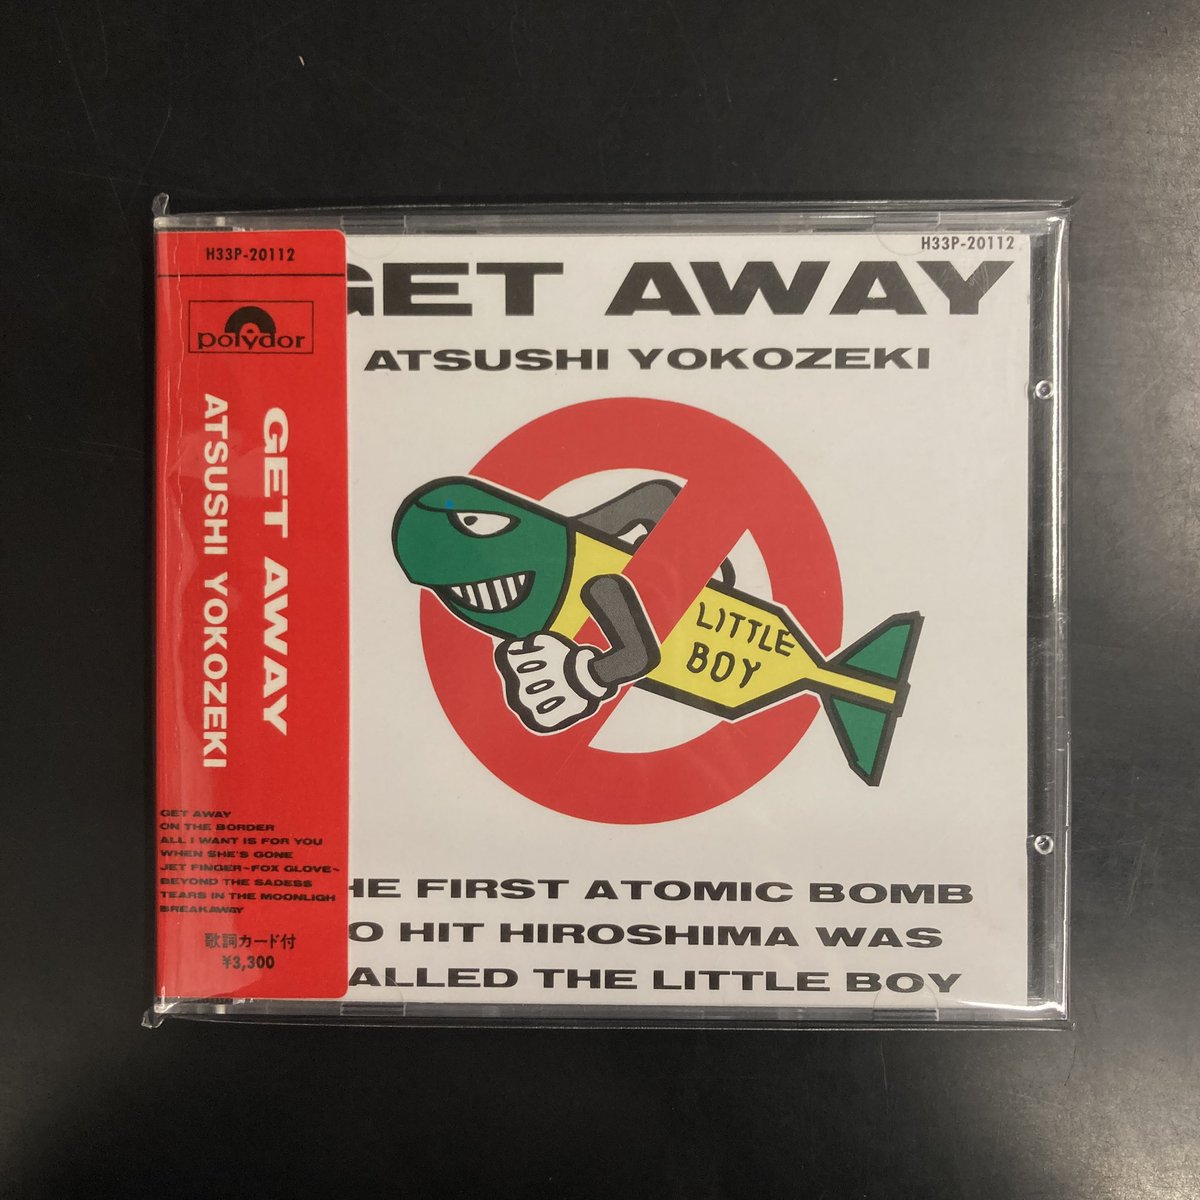 H33P-20112
polydor
GET AWAY
ATSUSHI YOKOZEKI
GET AWAY
ON THE BORDER
ALL I WANT IS FOR YOU
WHEN SHE'S GONE
JET FINGER~FOX GLOVE~
BEYOND THE SADESS
TEARS IN THE MOONLIGH
BREAKAWAY
歌詞カード付
¥3,300
H33P-20112
GET AWAY
ATSUSHI YOKOZEKI
LITTLE
BOY
HE FIRST ATOMIC BOMB
O HIT HIROSHIMA WAS
ALLED THE LITTLE BOY